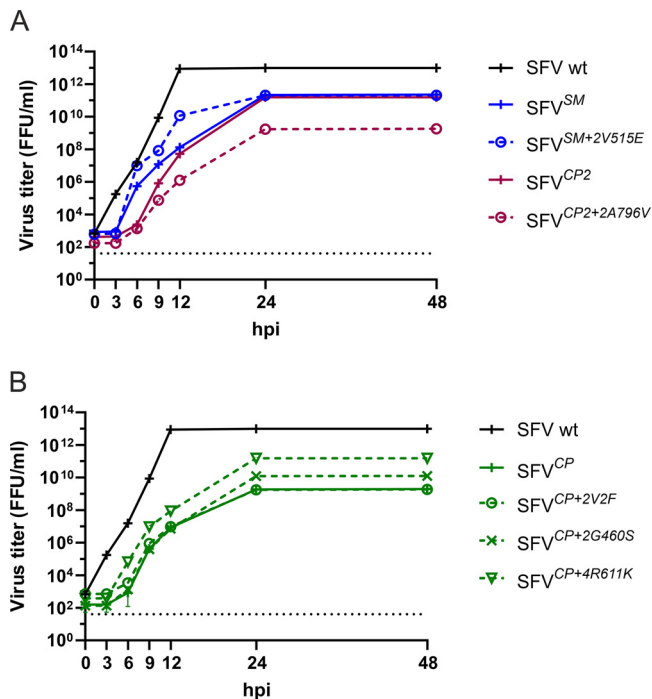 A
Virus titer (FFU/ml)
10¹⁴
10¹²
10¹⁰
10⁸
10⁶
10⁴
10²
10⁰
0 3 6 9 12 24 48
hpi
SFV wt
SFV^SM
SFV^SM+2V515E
SFV^CP2
SFV^CP2+2A796V
B
Virus titer (FFU/ml)
10¹⁴
10¹²
10¹⁰
10⁸
10⁶
10⁴
10²
10⁰
0 3 6 9 12 24 48
hpi
SFV wt
SFV^CP
SFV^CP+2V2F
SFV^CP+2G460S
SFV^CP+4R611K